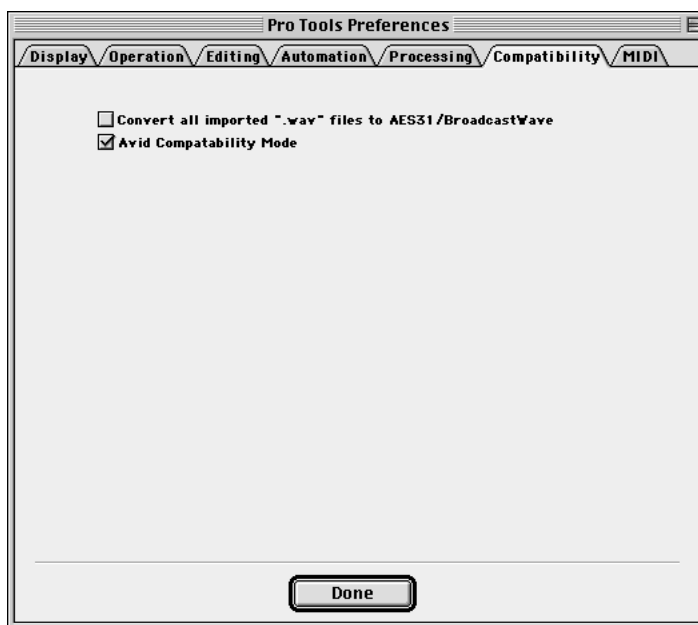 Pro Tools Preferences
Display Operation Editing Automation Processing Compatibility MIDI
Convert all imported ".wav" files to AES31/BroadcastWave
Avid Compatability Mode
Done